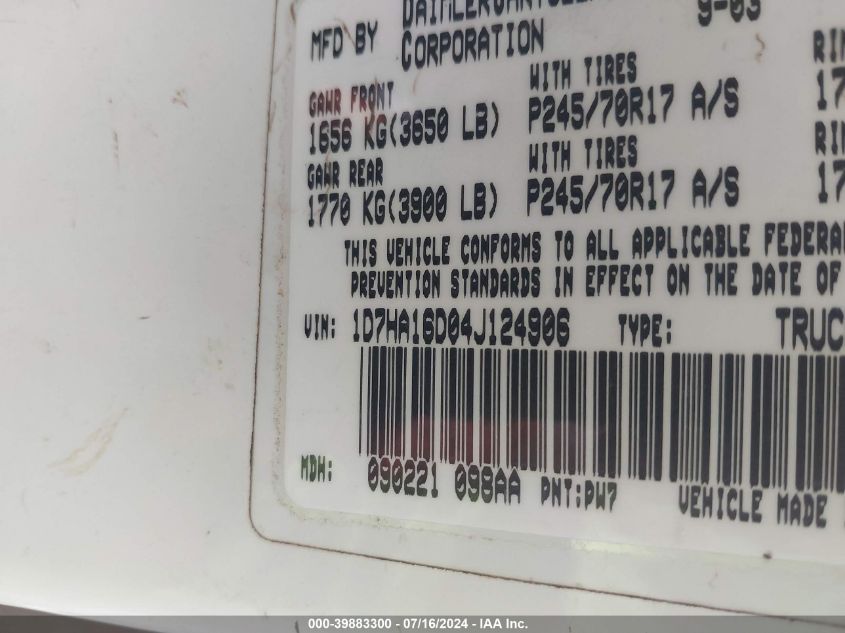 9-03
MFD BY
CORPORATION
GAWR FRONT
WITH TIRES
1656 KG(3650 LB)
P245/70R17 A/S
17
GAWR REAR
WITH TIRES
1770 KG(3900 LB)
P245/70R17 A/S
17
THIS VEHICLE CONFORMS TO ALL APPLICABLE FEDERA
PREVENTION STANDARDS IN EFFECT ON THE DATE OF
VIN: 1D7HA16D04J124906 TYPE: TRUC
MDH: 090221 098AA PNT:PW7 VEHICLE MADE
000-39883300 - 07/16/2024 - IAA Inc.